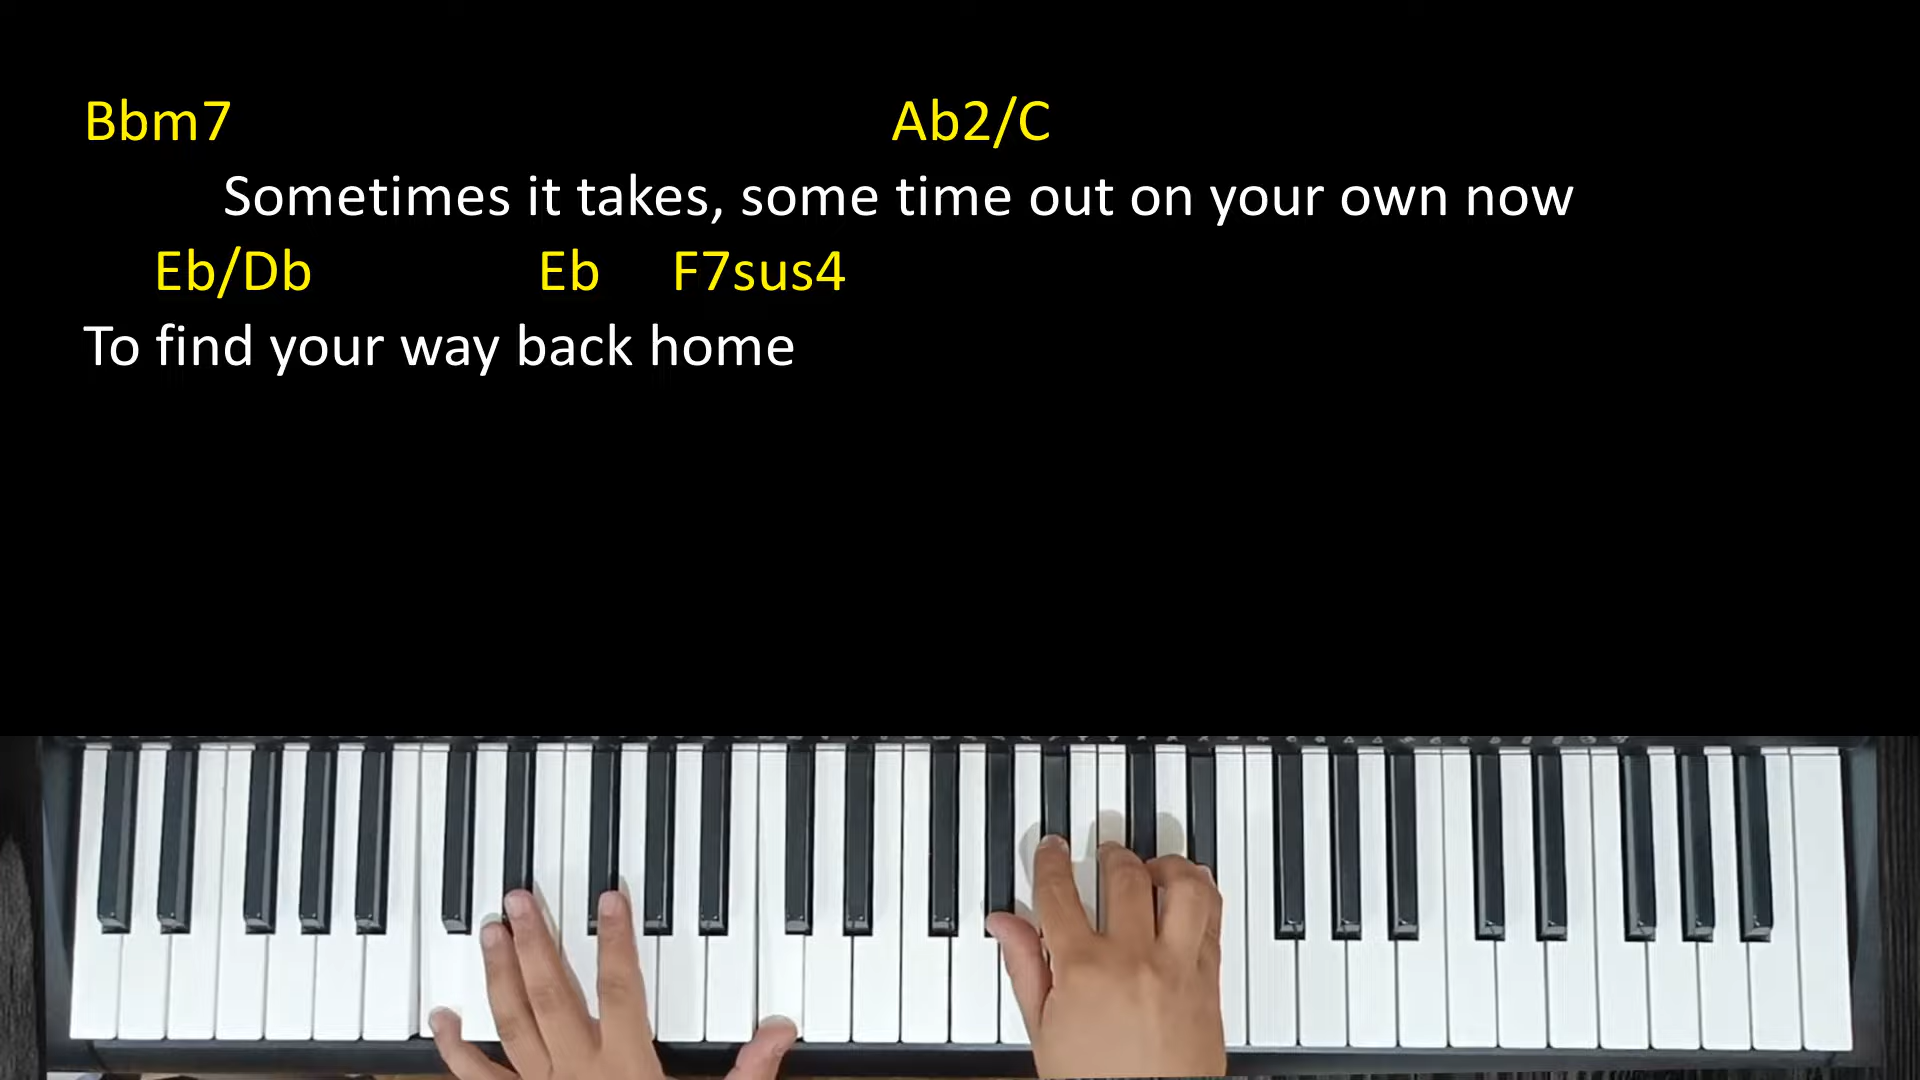 Bbm7 Ab2/C
Sometimes it takes, some time out on your own now
Eb/Db Eb F7sus4
To find your way back home